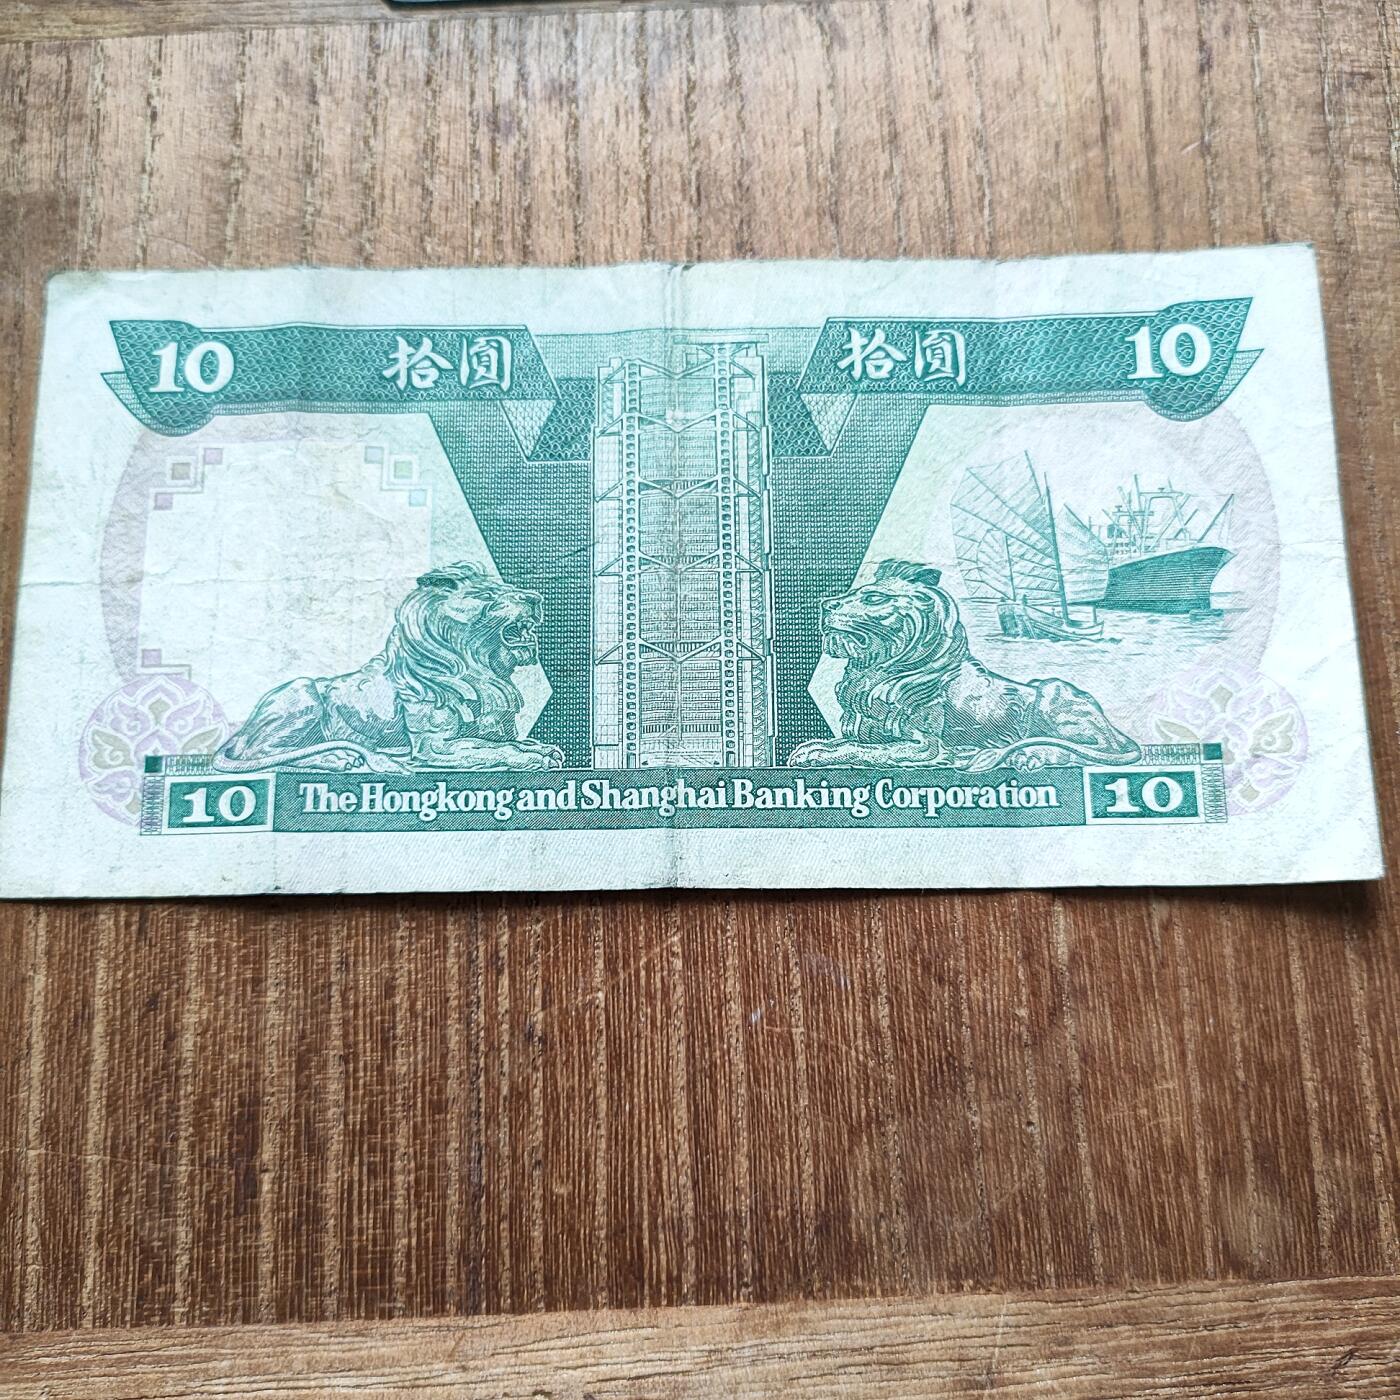 10 拾圓 拾圓 10
10 The Hongkong and Shanghai Banking Corporation 10